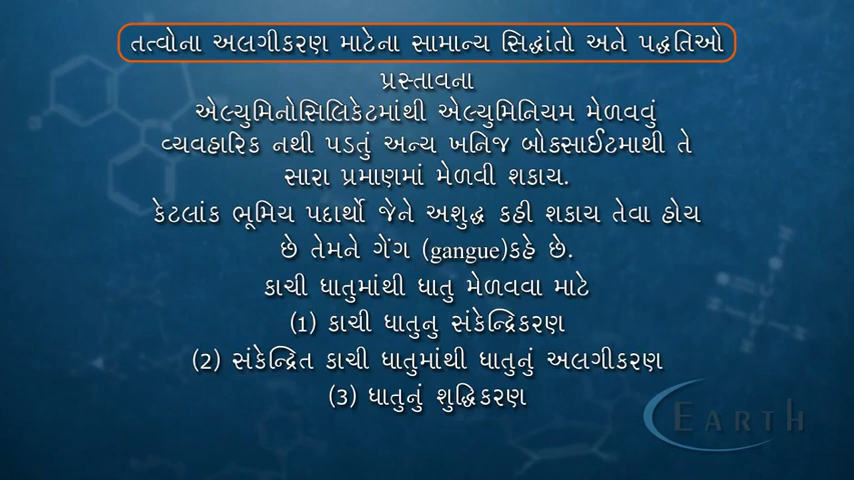 તત્વોના અલગીકરણ માટેના સામાન્ય સિદ્ધાંતો અને પદ્ધતિઓ
પ્રસ્તાવના
એલ્યુમિનોસિલિકેટમાંથી એલ્યુમિનિયમ મેળવવું
વ્યવહારિક નથી પડતું અન્ય ખનિજ બોકસાઈટમાથી તે
સારા પ્રમાણમાં મેળવી શકાય.
કેટલાંક ભૂમિય પદાર્થો જેને અશુદ્ધ કહી શકાય તેવા હોય
છે તેમને ગેંગ (gangue)કહે છે.
કાચી ધાતુમાંથી ધાતુ મેળવવા માટે
(1) કાચી ધાતુનુ સંકેન્દ્રિકરણ
(2) સંકેન્દ્રિત કાચી ધાતુમાંથી ધાતુનું અલગીકરણ
(3) ધાતુનું શુદ્ધિકરણ
EARTH